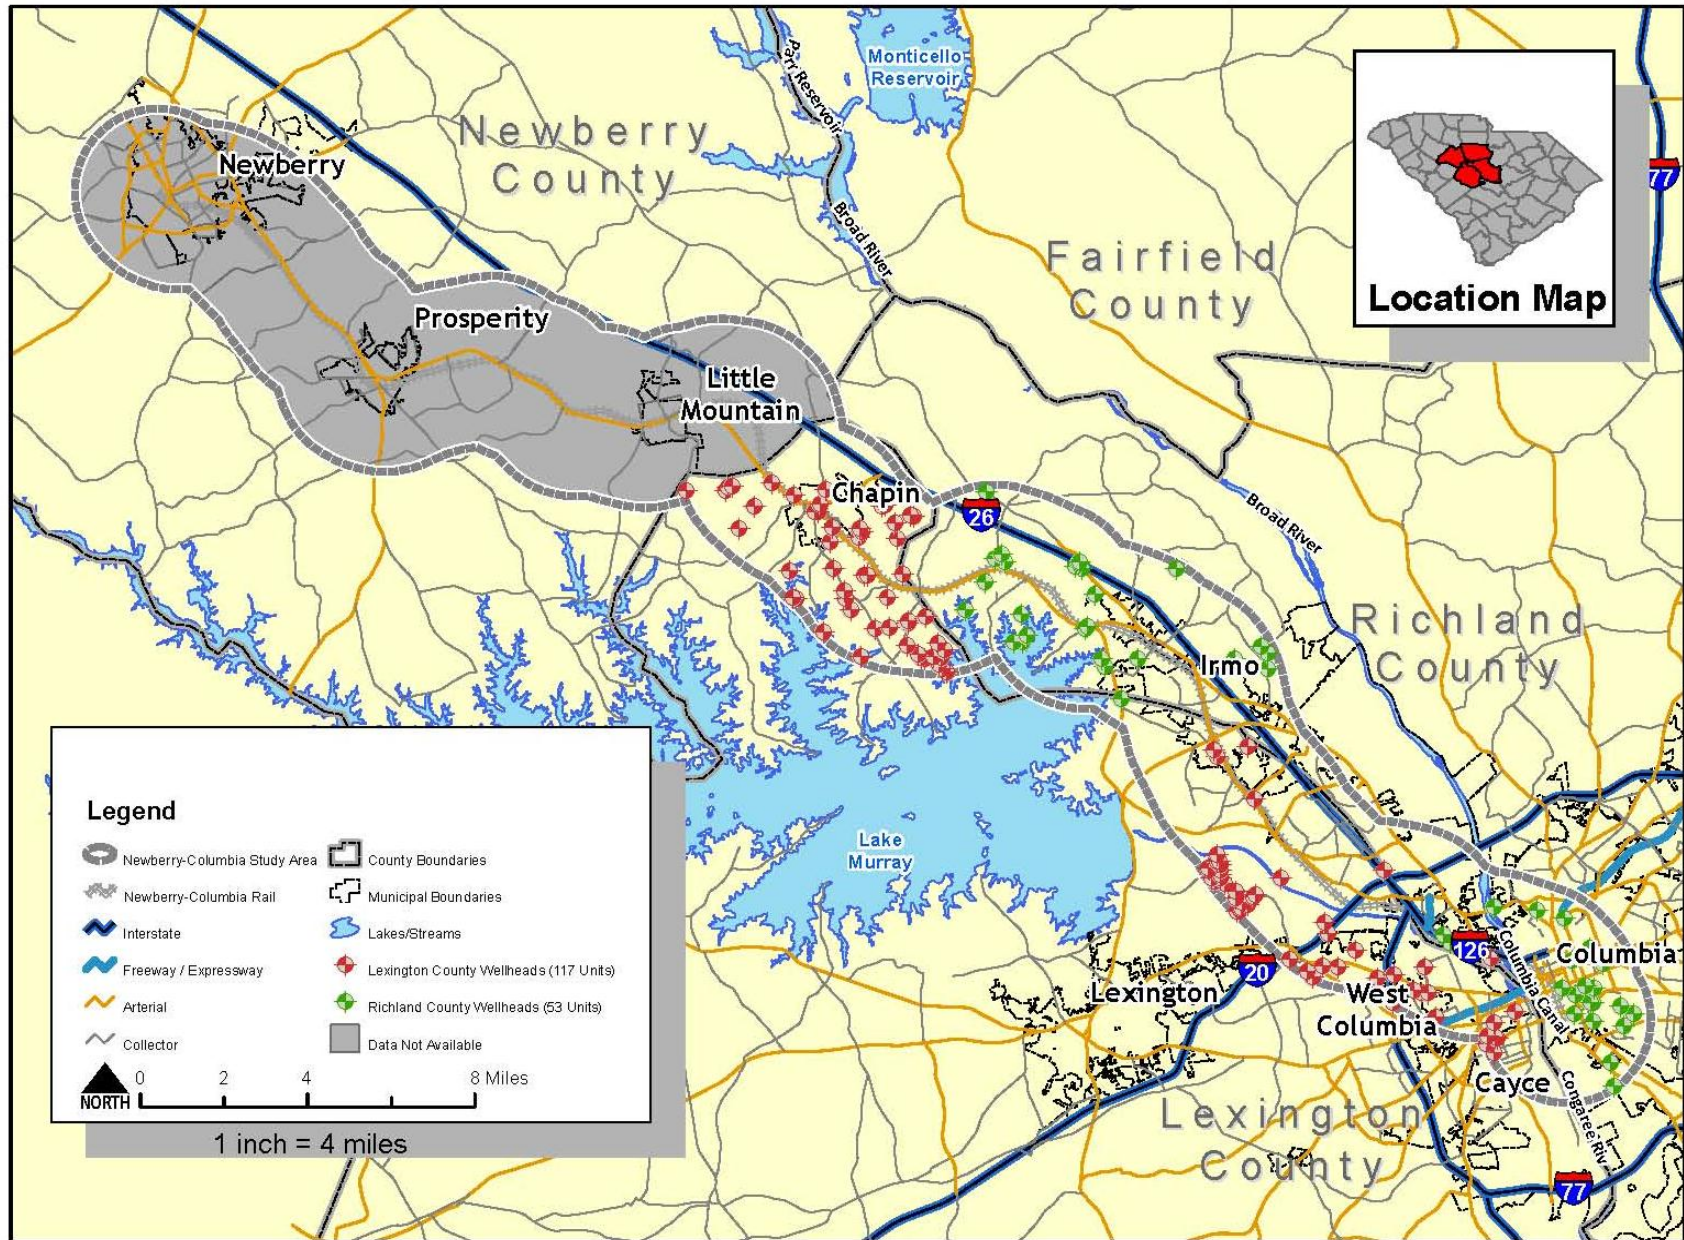 Monticello
Reservoir
Parr Reservoir
Newberry
County
Newberry
77
Broad River
Fairfield
County
Location Map
Prosperity
Little
Mountain
Chapin
26
Broad River
Richland
County
Irmo
Lake
Murray
Legend
Newberry-Columbia Study Area
County Boundaries
Newberry-Columbia Rail
Municipal Boundaries
Interstate
Lakes/Streams
Freeway / Expressway
Lexington County Wellheads (117 Units)
Arterial
Richland County Wellheads (53 Units)
Collector
Data Not Available
NORTH
0 2 4 8 Miles
1 inch = 4 miles
126
Columbia
20
Lexington
West
Columbia
Columbia Canal
Cayce
Congaree Riv
Lexington
County
77